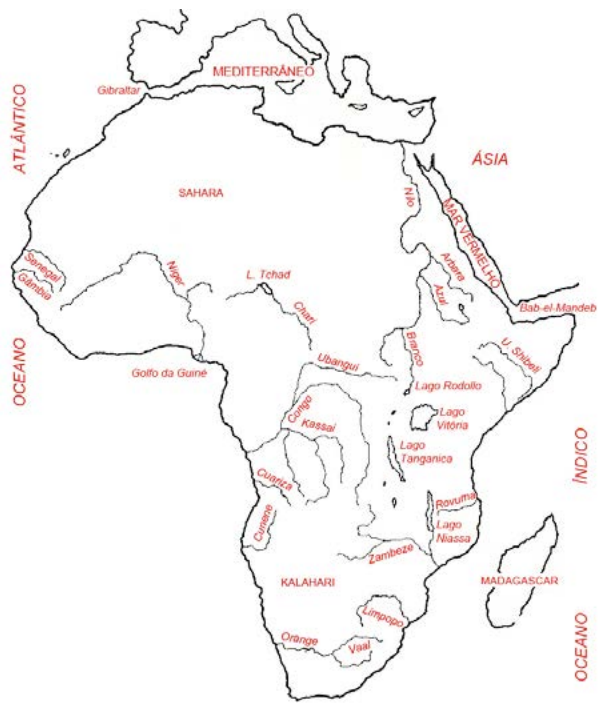 MEDITERRÂNEO
Gibraltar
ATLÂNTICO
ÁSIA
SAHARA
Nilo
MAR VERMELHO
Senegal
Gâmbia
Niger
L. Tchad
Chari
Arbara
Azul
Bab-el-Mandeb
Branco
U. Shibeli
OCEANO
Golfo da Guiné
Ubangui
Lago Rodolfo
Congo
Kassai
Lago
Vitória
Lago
Tanganica
ÍNDICO
Cuanza
Rovuma
Cunene
Lago
Niassa
Zambeze
KALAHARI
MADAGASCAR
Limpopo
Orange
Vaal
OCEANO